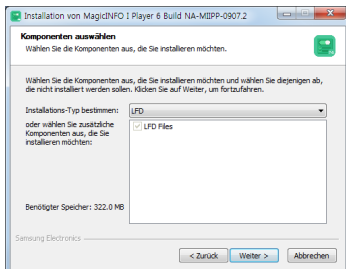 Installation von MagicINFO I Player 6 Build NA-MIIPP-0907.2
Komponenten auswählen
Wählen Sie die Komponenten aus, die Sie installieren möchten.
Wählen Sie die Komponenten aus, die Sie installieren möchten und wählen Sie diejenigen ab,
die nicht installiert werden sollen. Klicken Sie auf Weiter, um fortzufahren.
Installations-Typ bestimmen:
LFD
oder wählen Sie zusätzliche
Komponenten aus, die Sie
installieren möchten:
LFD Files
Benötigter Speicher: 322.0 MB
Samsung Electronics
< Zurück
Weiter >
Abbrechen